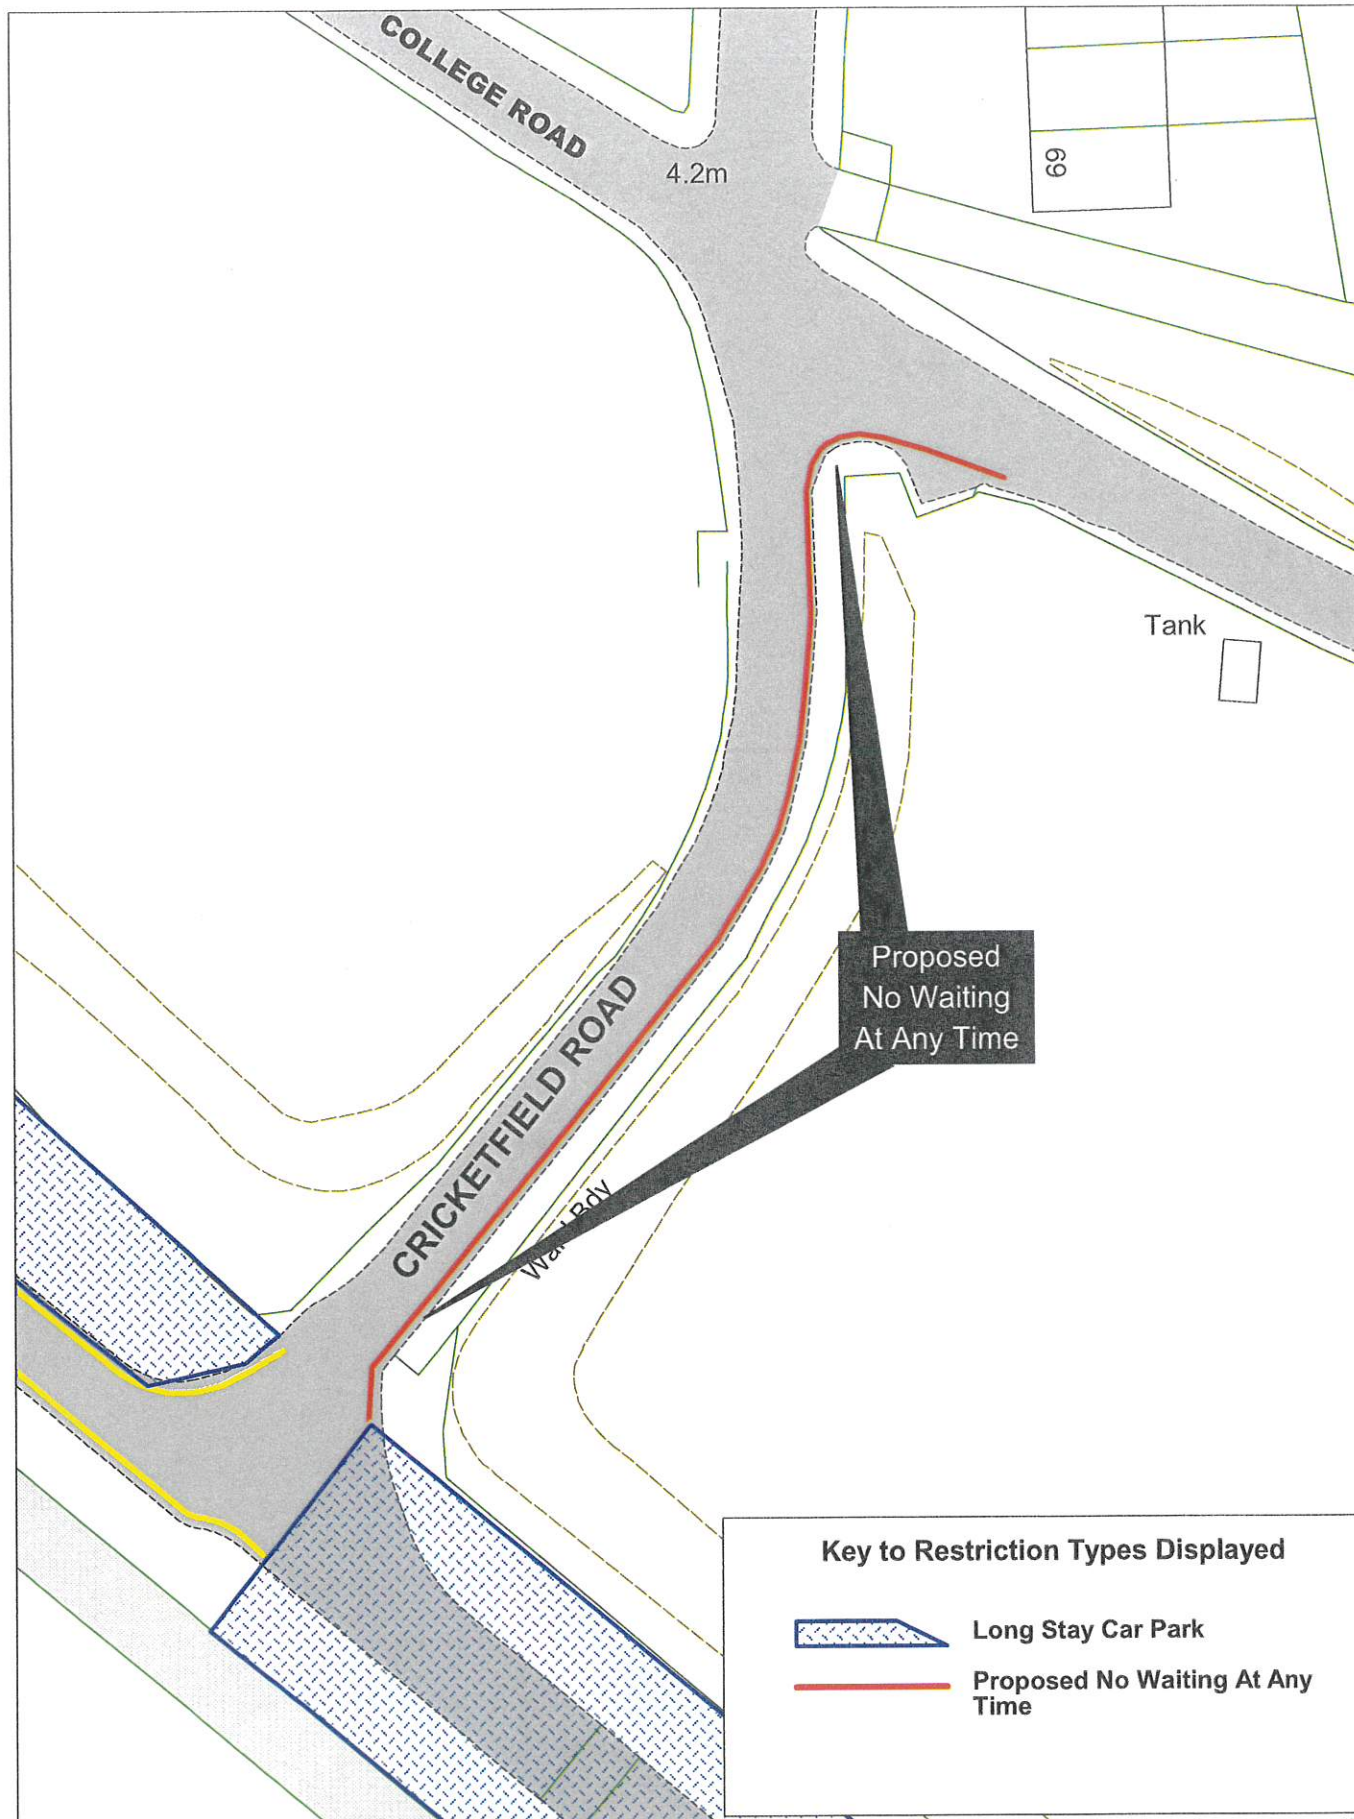 COLLEGE ROAD
4.2m
69
Tank
Proposed
No Waiting
At Any Time
CRICKETFIELD ROAD
Bdy
Key to Restriction Types Displayed
Long Stay Car Park
Proposed No Waiting At Any
Time